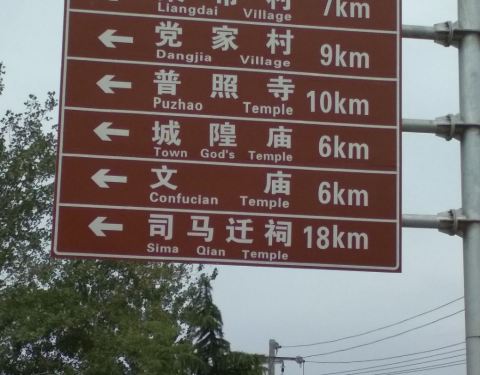 Liangdai Village 7km
党家村 9km
Dangjia Village
普照寺 10km
Puzhao Temple
城隍庙 6km
Town God's Temple
文庙 6km
Confucian Temple
司马迁祠 18km
Sima Qian Temple